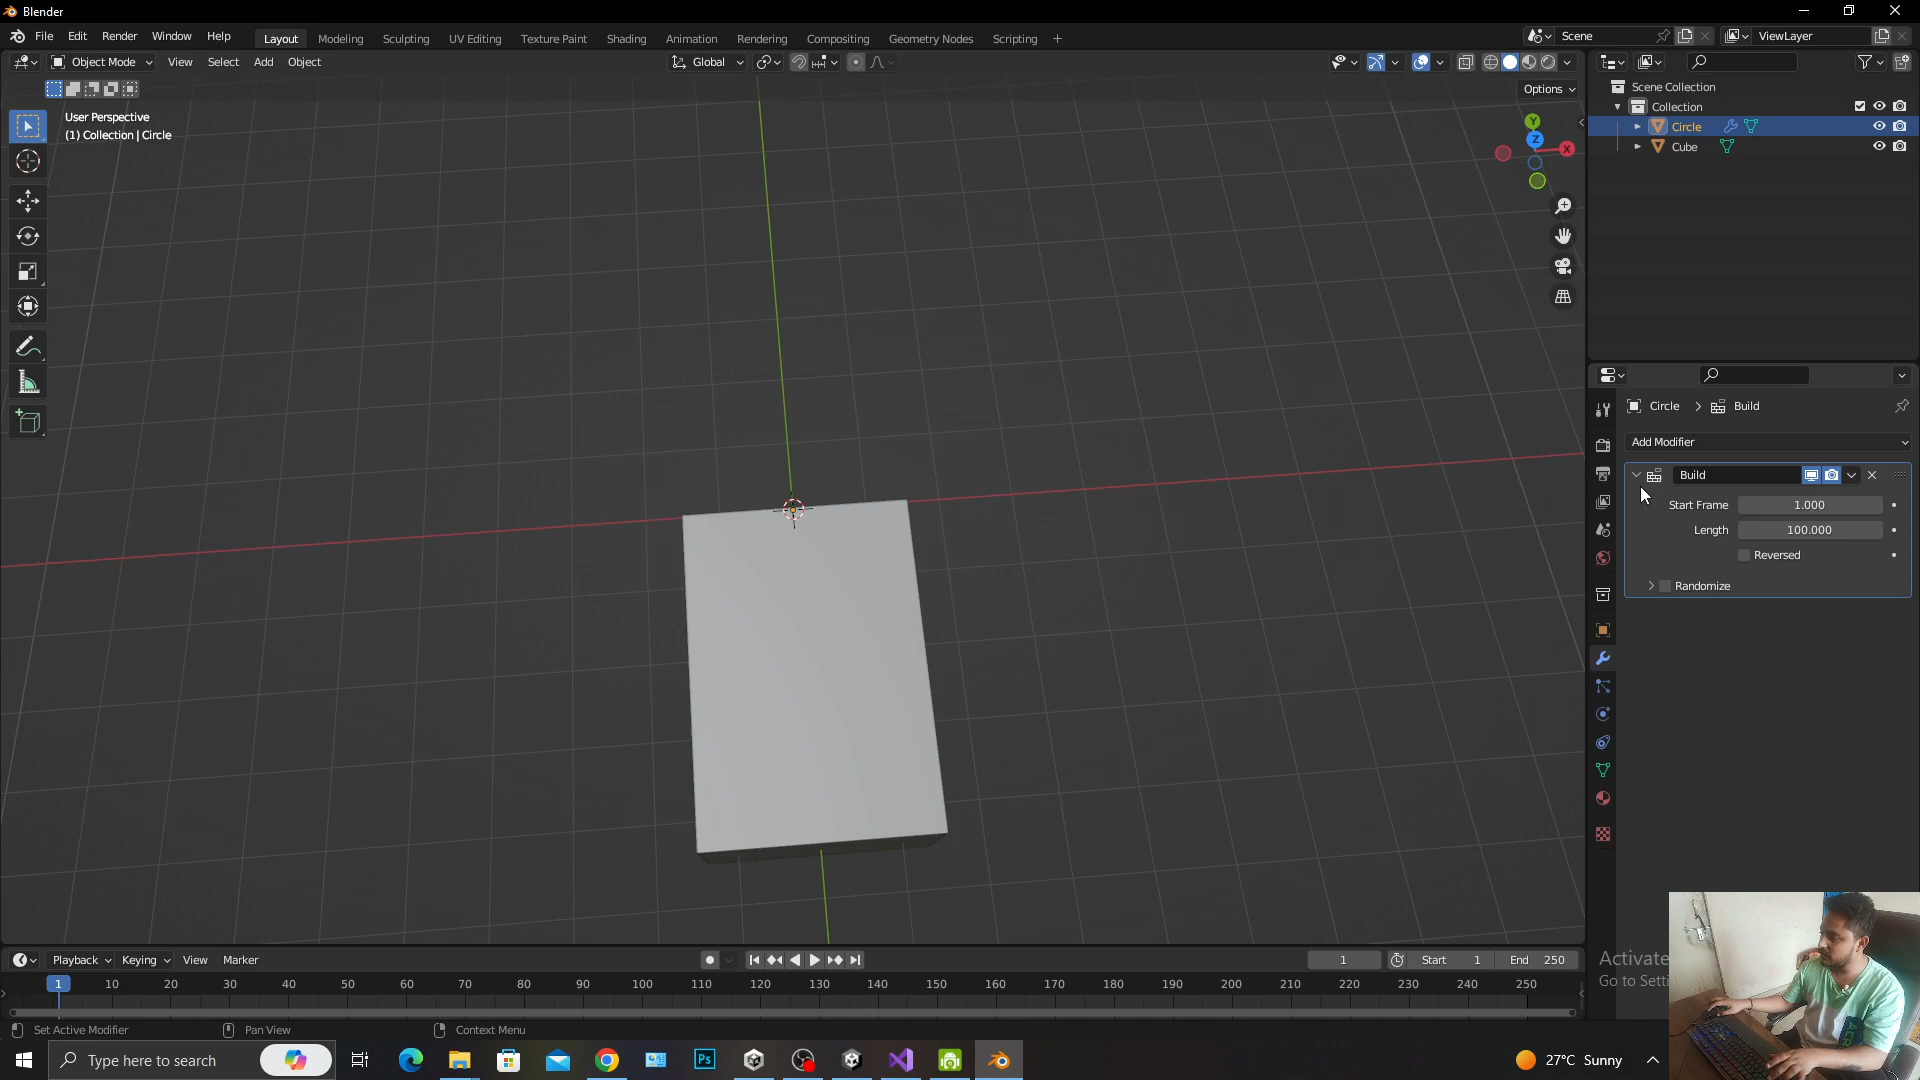 Blender
File Edit Render Window Help
Layout Modeling Sculpting UV Editing Texture Paint Shading Animation Rendering Compositing Geometry Nodes Scripting +
Scene
ViewLayer
Object Mode View Select Add Object
Global
Options
User Perspective
(1) Collection | Circle
Y
Z
X
Scene Collection
Collection
Circle
Cube
Circle > Build
Add Modifier
Build
Start Frame 1.000
Length 100.000
Reversed
Randomize
Playback Keying View Marker
1
Start 1
End 250
1 10 20 30 40 50 60 70 80 90 100 110 120 130 140 150 160 170 180 190 200 210 220 230 240 250
Set Active Modifier
Pan View
Context Menu
Activate
Go to Setti
Type here to search
Ps
27°C Sunny